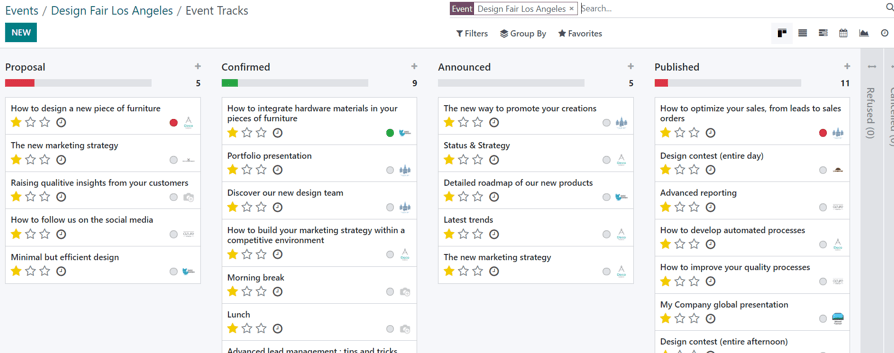 Events / Design Fair Los Angeles / Event Tracks
Event Design Fair Los Angeles × Search...
NEW
Filters Group By Favorites
Proposal +
5
How to design a new piece of furniture
The new marketing strategy
Raising qualitive insights from your customers
How to follow us on the social media
Minimal but efficient design
Confirmed +
9
How to integrate hardware materials in your
pieces of furniture
Portfolio presentation
Discover our new design team
How to build your marketing strategy within a
competitive environment
Morning break
Lunch
Advanced lead management : tips and tricks
Announced +
5
The new way to promote your creations
Status & Strategy
Detailed roadmap of our new products
Latest trends
The new marketing strategy
Published +
11
How to optimize your sales, from leads to sales
orders
Design contest (entire day)
Advanced reporting
How to develop automated processes
How to improve your quality processes
My Company global presentation
Design contest (entire afternoon)
Refused (0)
Cancelled (0)